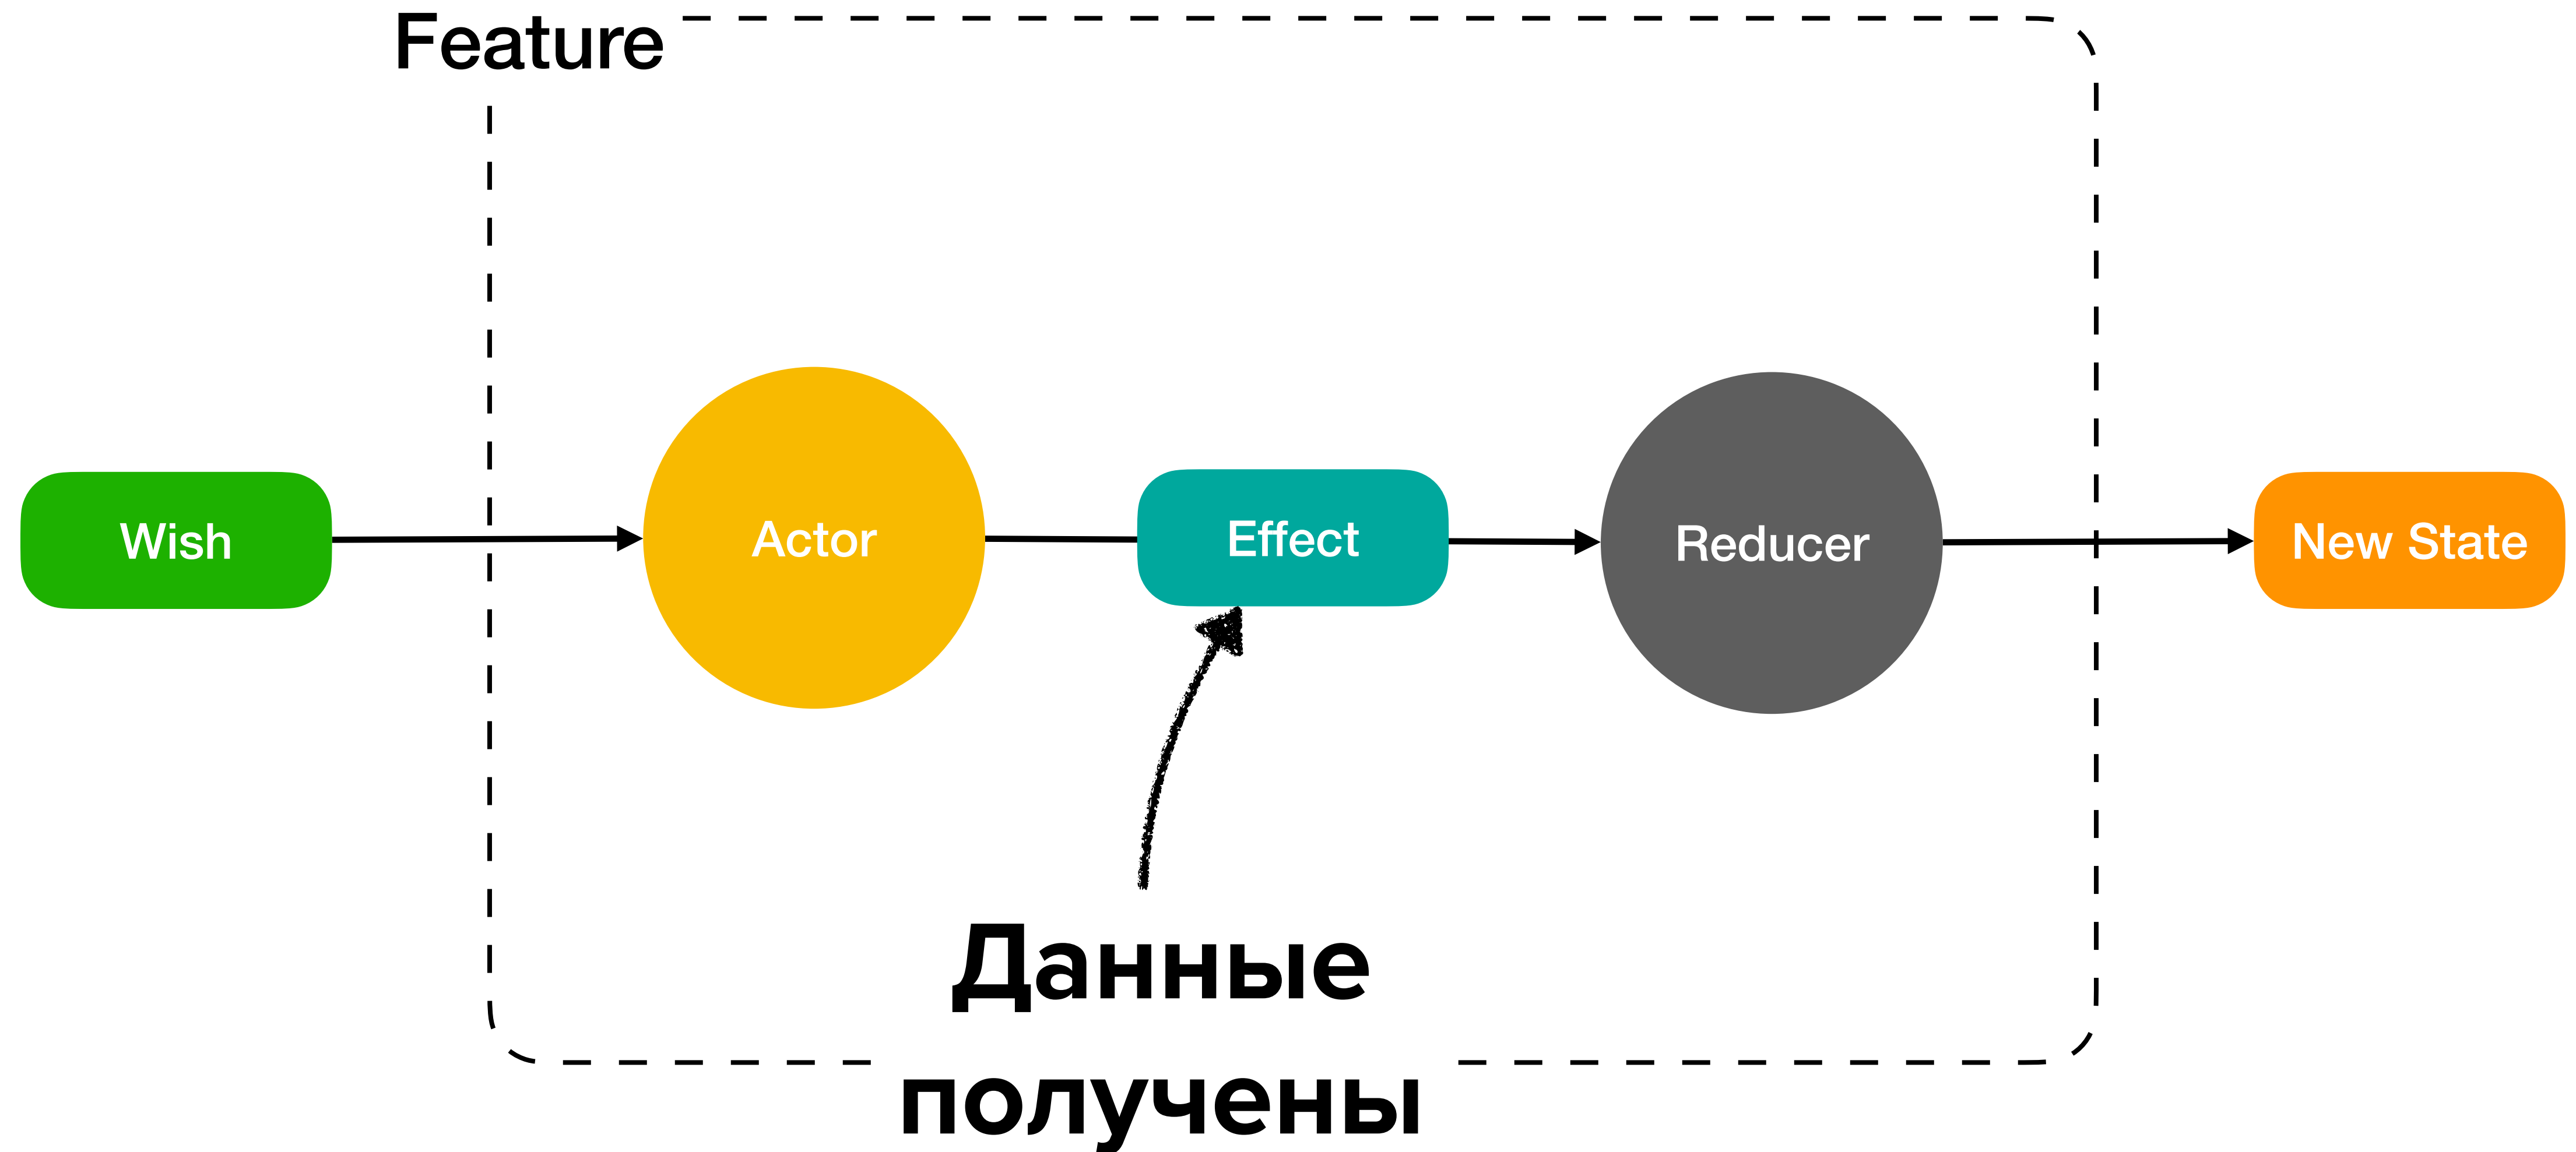 Feature
Wish
Actor
Effect
Reducer
New State
Данные
получены